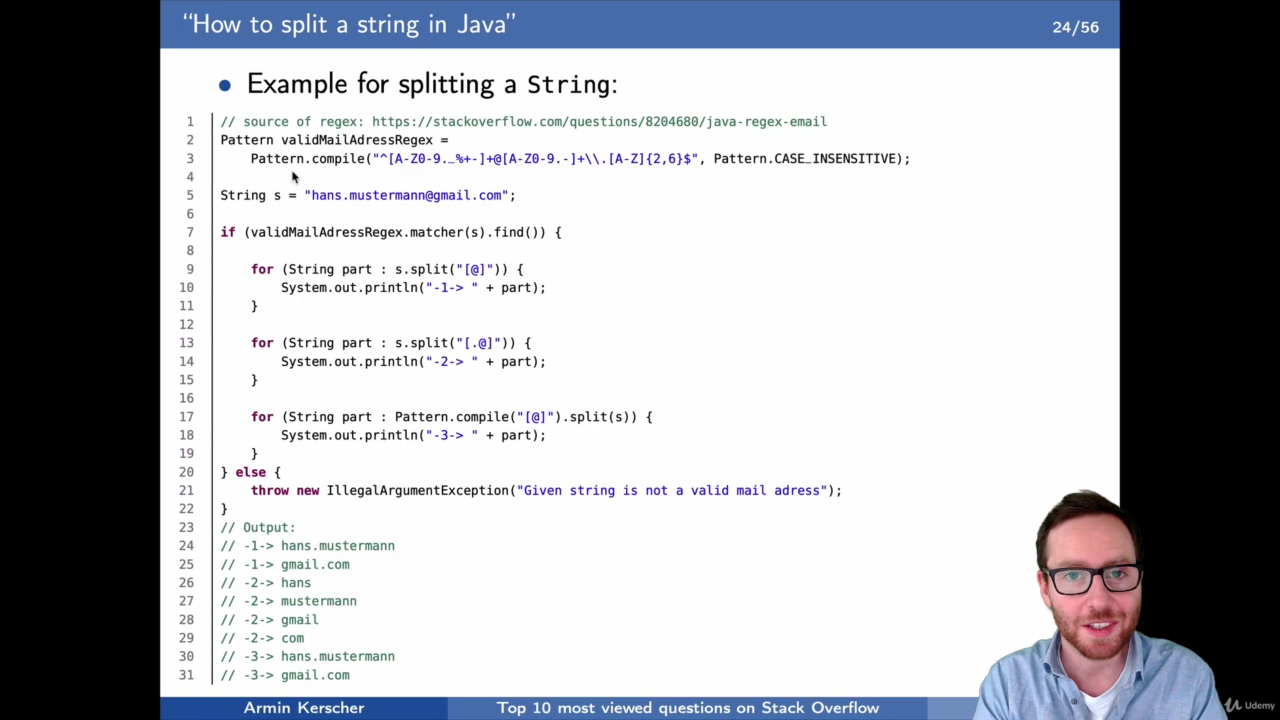 “How to split a string in Java”
24/56
● Example for splitting a String:
1 // source of regex: https://stackoverflow.com/questions/8204680/java-regex-email
2 Pattern validMailAdressRegex =
3     Pattern.compile("^[A-Z0-9._%+-]+@[A-Z0-9.-]+\\.[A-Z]{2,6}$", Pattern.CASE_INSENSITIVE);
4
5 String s = "hans.mustermann@gmail.com";
6
7 if (validMailAdressRegex.matcher(s).find()) {
8
9     for (String part : s.split("[@]")) {
10         System.out.println("-1-> " + part);
11     }
12
13     for (String part : s.split("[.@]")) {
14         System.out.println("-2-> " + part);
15     }
16
17     for (String part : Pattern.compile("[@]").split(s)) {
18         System.out.println("-3-> " + part);
19     }
20 } else {
21     throw new IllegalArgumentException("Given string is not a valid mail adress");
22 }
23 // Output:
24 // -1-> hans.mustermann
25 // -1-> gmail.com
26 // -2-> hans
27 // -2-> mustermann
28 // -2-> gmail
29 // -2-> com
30 // -3-> hans.mustermann
31 // -3-> gmail.com
Armin Kerscher
Top 10 most viewed questions on Stack Overflow
Udemy